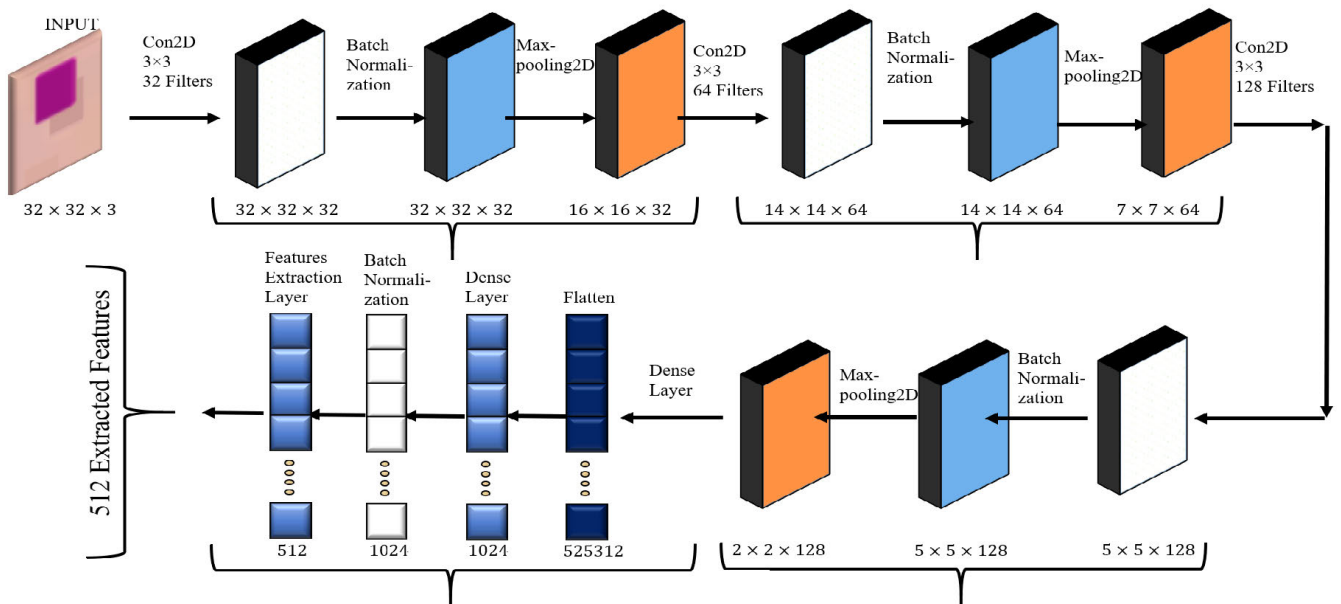 INPUT
Con2D
3×3
32 Filters
Batch
Normali-
zation
Max-
pooling2D
Con2D
3×3
64 Filters
Batch
Normali-
zation
Max-
pooling2D
Con2D
3×3
128 Filters
32 × 32 × 3
32 × 32 × 32
32 × 32 × 32
16 × 16 × 32
14 × 14 × 64
14 × 14 × 64
7 × 7 × 64
512 Extracted Features
Features
Extraction
Layer
Batch
Normali-
zation
Dense
Layer
Flatten
Dense
Layer
Max-
pooling2D
Batch
Normali-
zation
512
1024
1024
525312
2 × 2 × 128
5 × 5 × 128
5 × 5 × 128